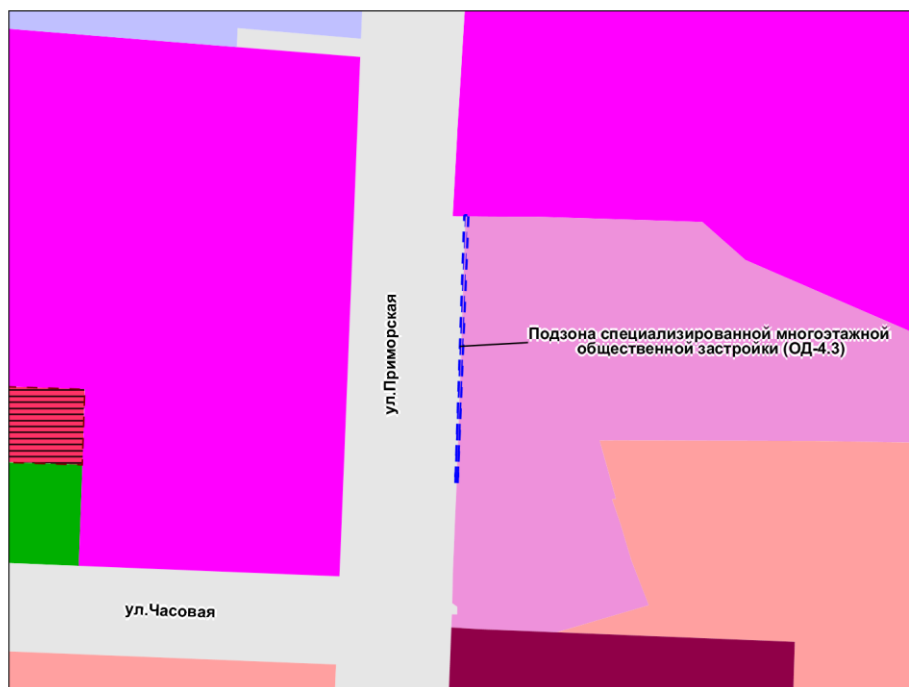 ул.Приморская
Подзона специализированной многоэтажной
общественной застройки (ОД-4.3)
ул.Часовая